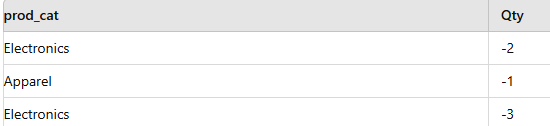 prod_cat Qty
Electronics -2
Apparel -1
Electronics -3